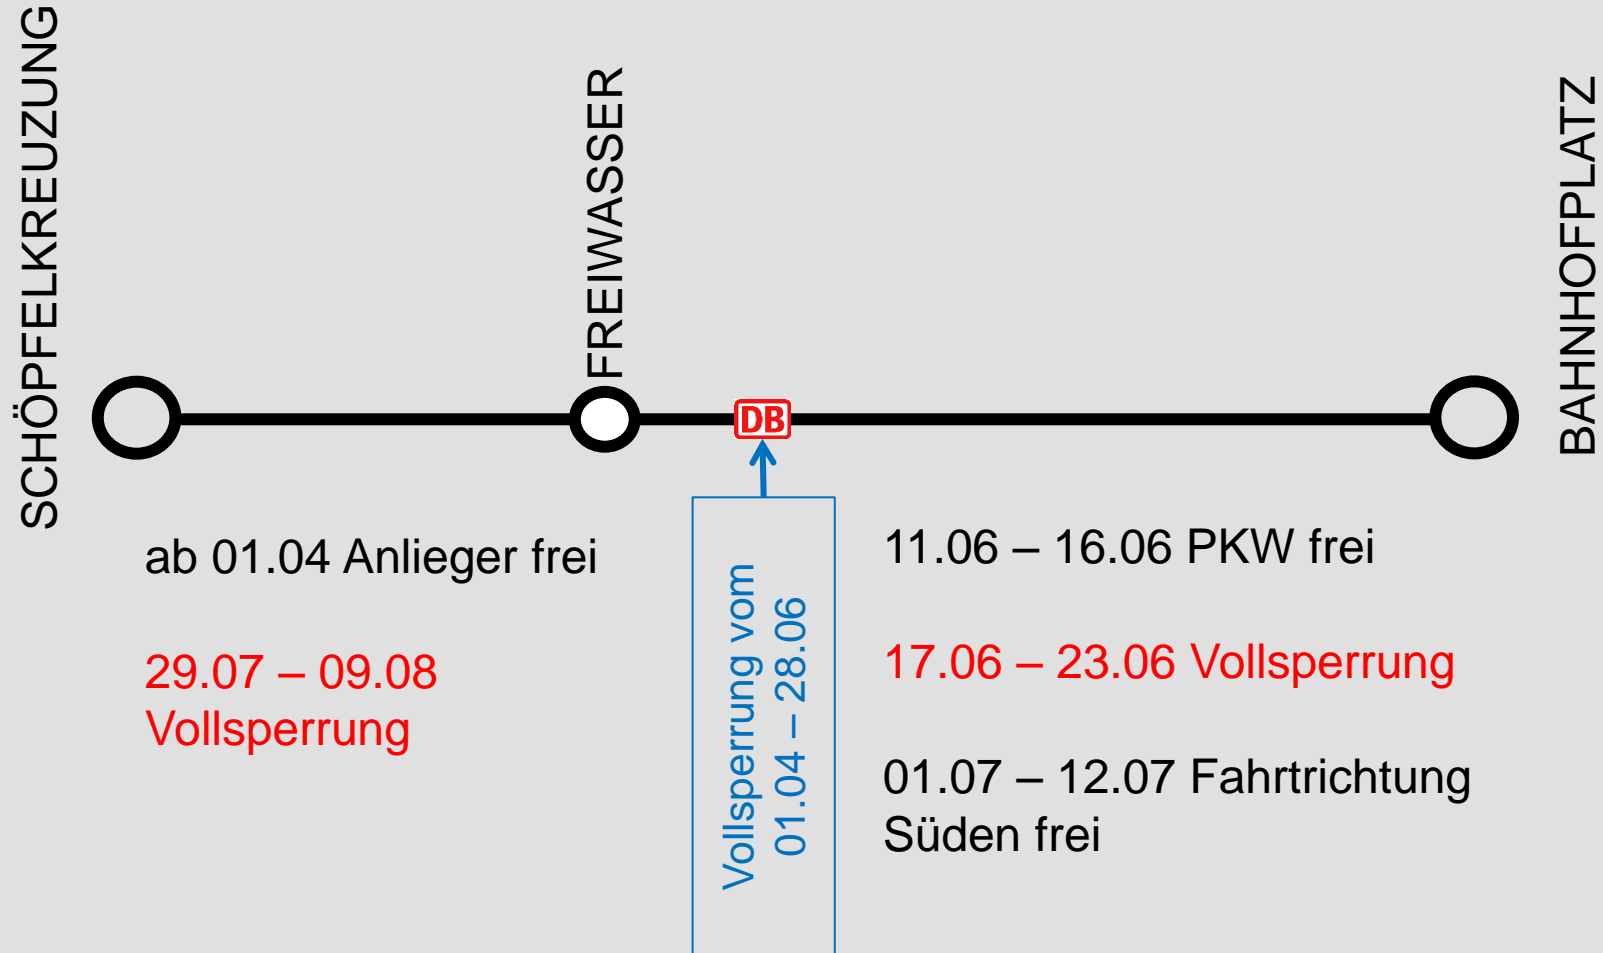 SCHÖPFELKREUZUNG
FREIWASSER
BAHNHOFPLATZ
DB
ab 01.04 Anlieger frei
29.07 – 09.08
Vollsperrung
Vollsperrung vom
01.04 – 28.06
11.06 – 16.06 PKW frei
17.06 – 23.06 Vollsperrung
01.07 – 12.07 Fahrtrichtung
Süden frei